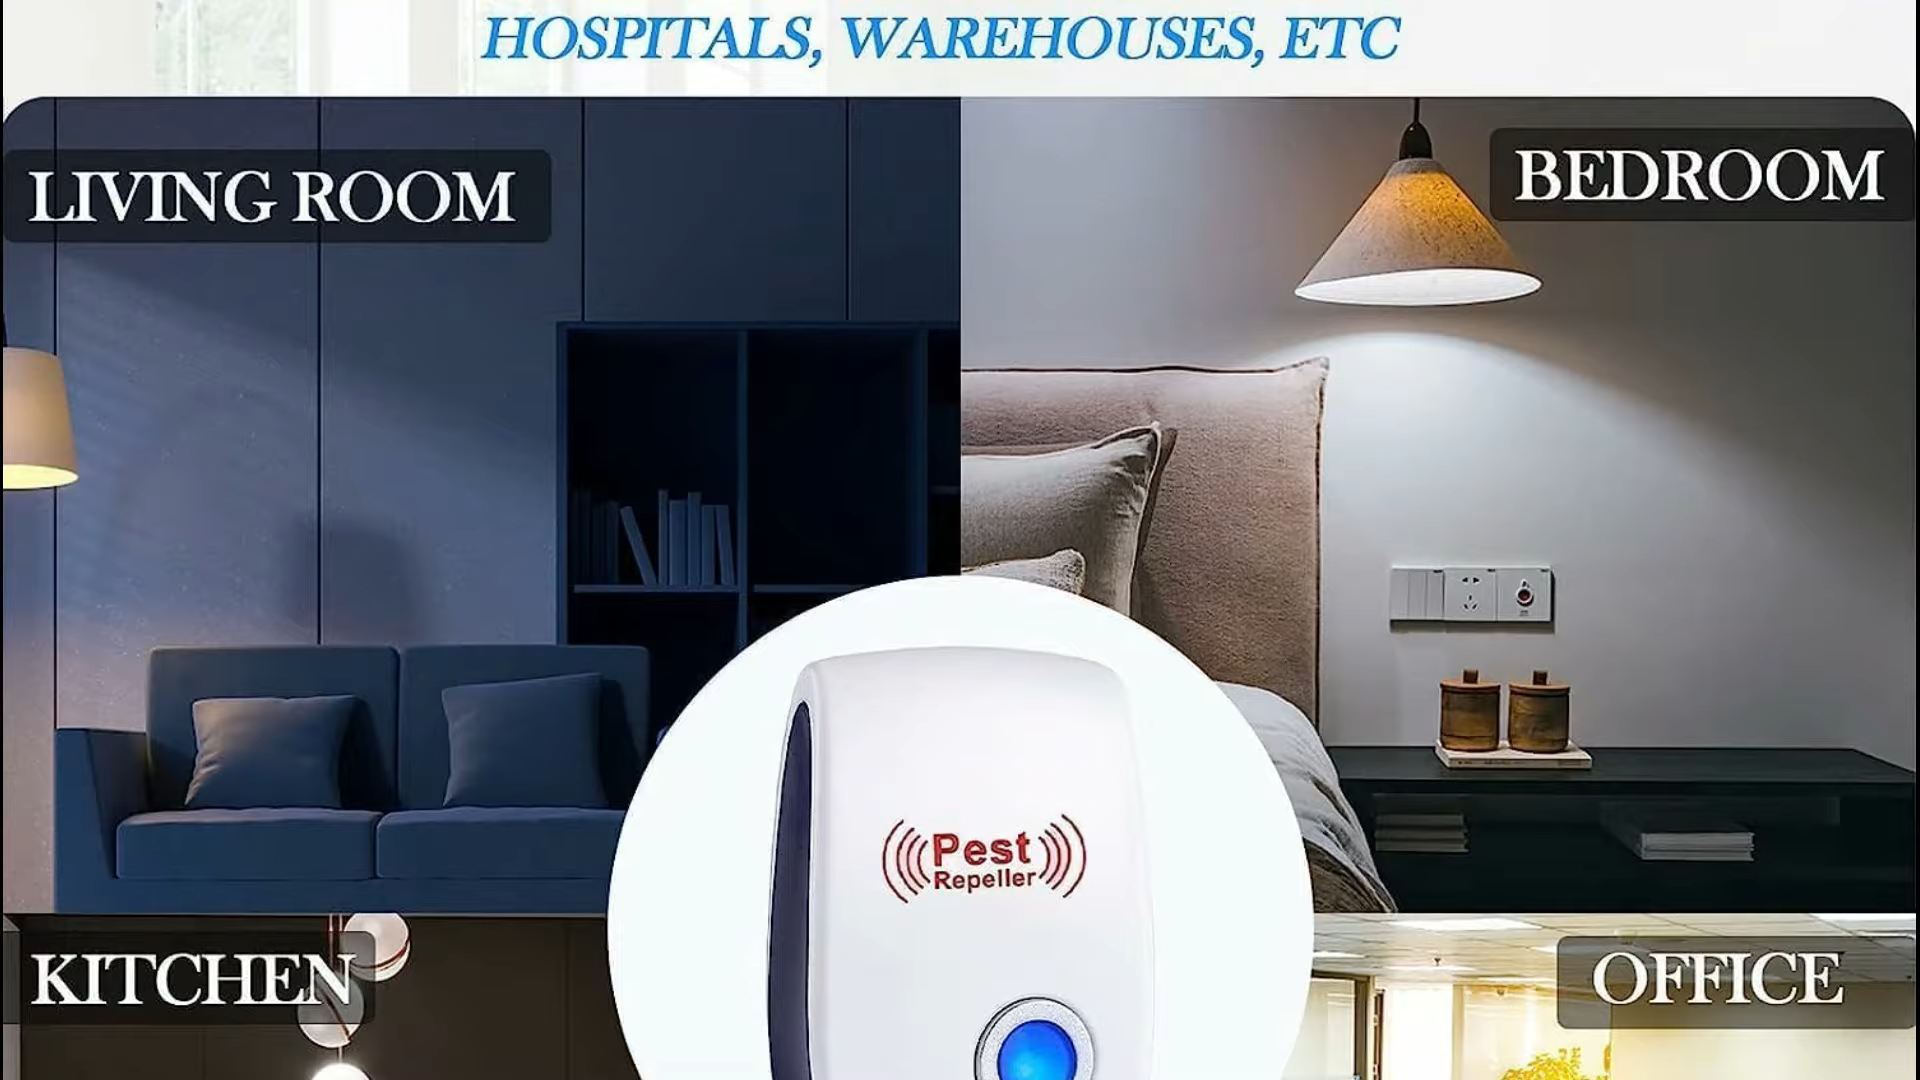 HOSPITALS, WAREHOUSES, ETC
LIVING ROOM
BEDROOM
Pest
Repeller
KITCHEN
OFFICE